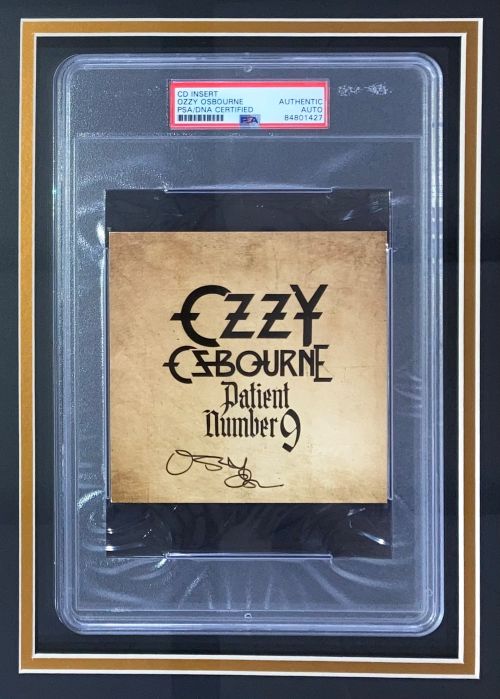 CD INSERT
OZZY OSBOURNE AUTHENTIC
PSA/DNA CERTIFIED AUTO
PSA 84801427
OZZY
OSBOURNE
Patient
Number 9